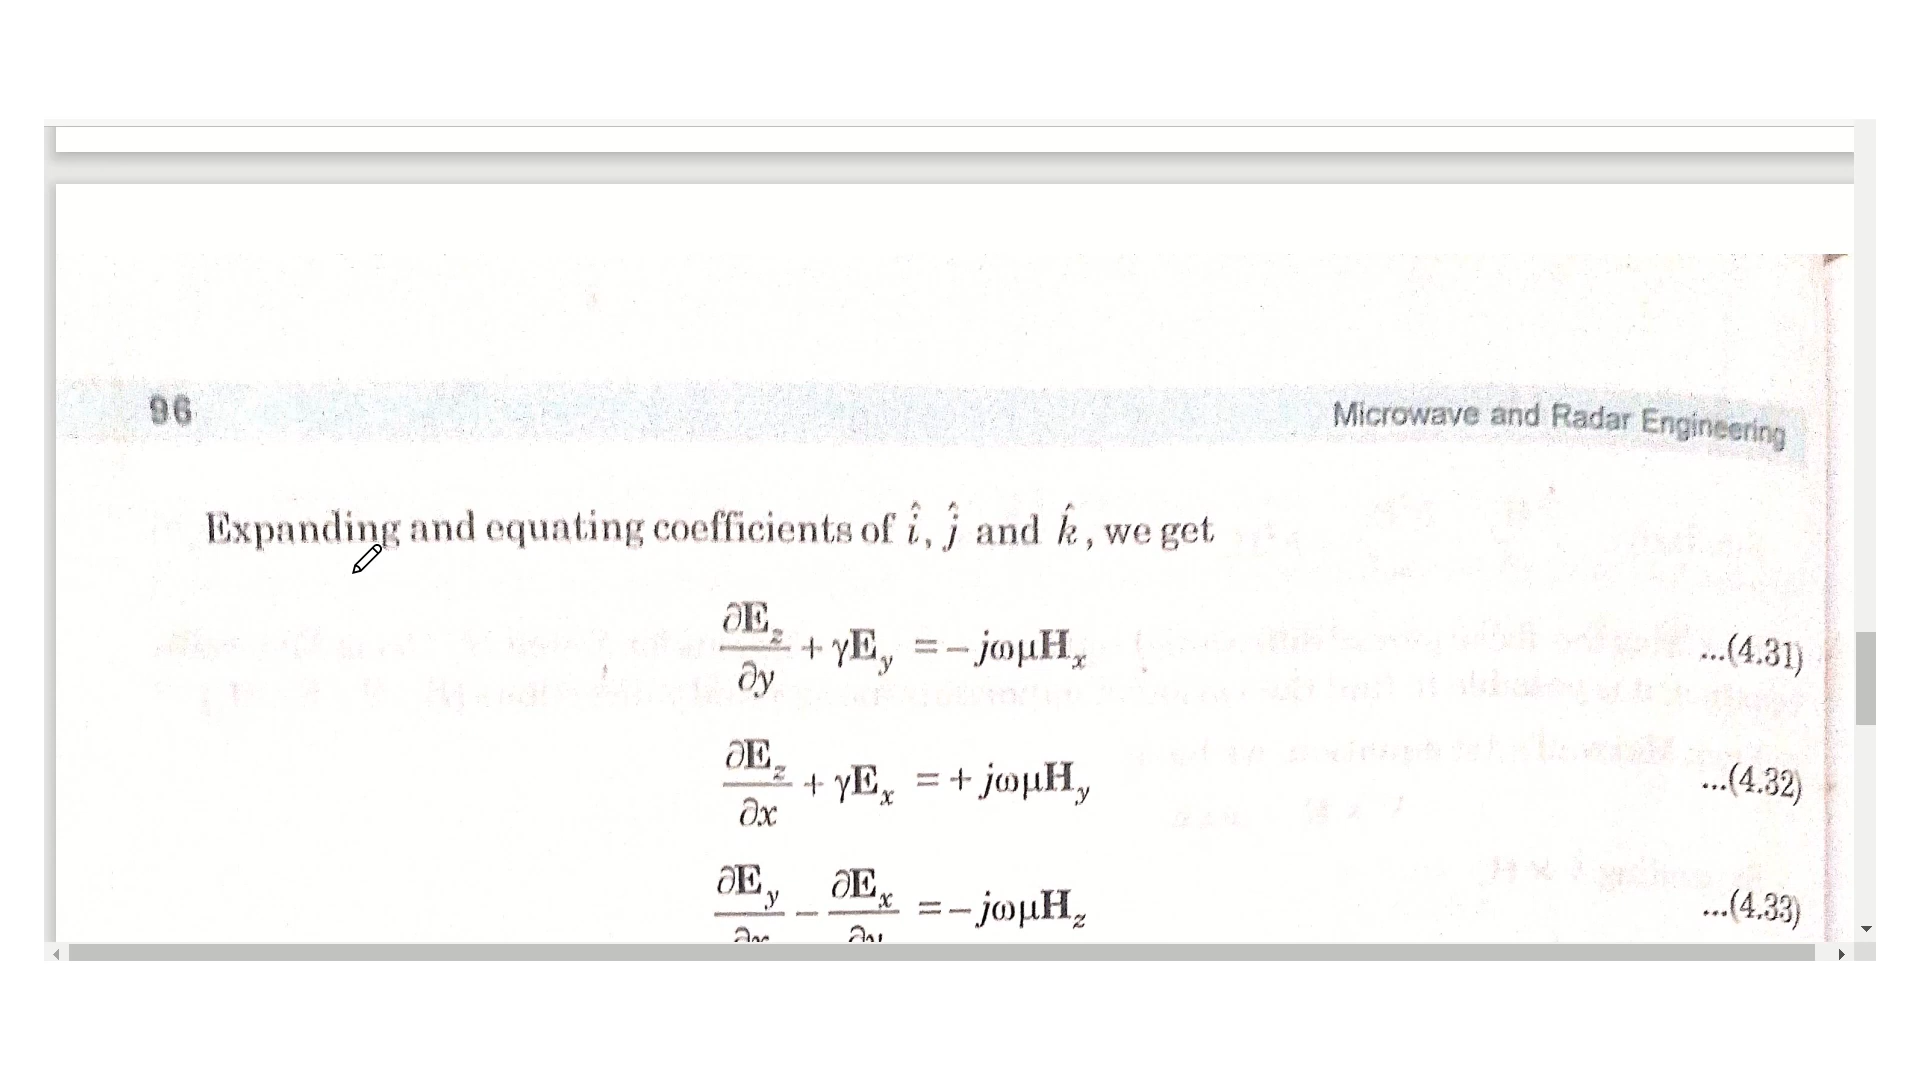 96
Microwave and Radar Engineering
Expanding and equating coefficients of î, ĵ and k̂, we get
∂E_z/∂y + γE_y = − jωμH_x ...(4.31)
∂E_z/∂x + γE_x = + jωμH_y ...(4.32)
∂E_y/∂x − ∂E_x/∂y = − jωμH_z ...(4.33)